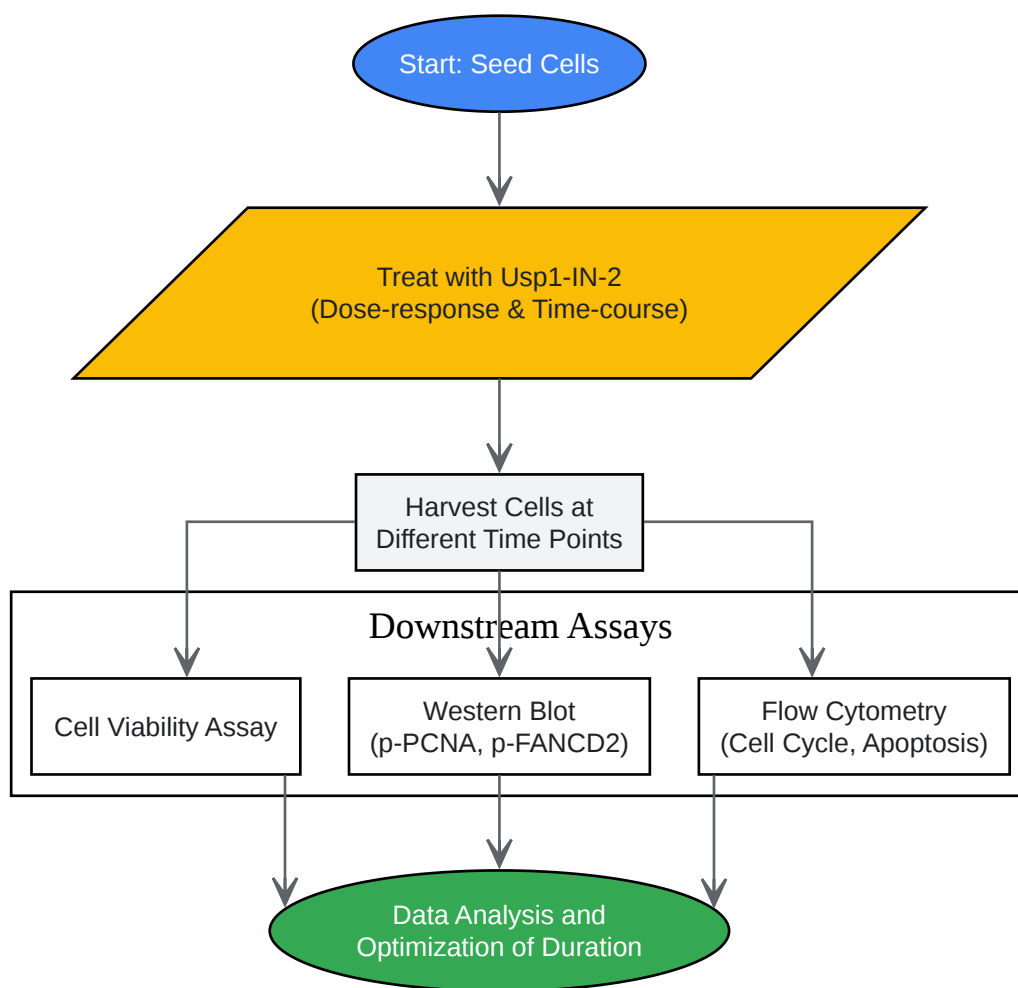 Start: Seed Cells
Treat with Usp1-IN-2
(Dose-response & Time-course)
Harvest Cells at
Different Time Points
Downstream Assays
Cell Viability Assay
Western Blot
(p-PCNA, p-FANCD2)
Flow Cytometry
(Cell Cycle, Apoptosis)
Data Analysis and
Optimization of Duration